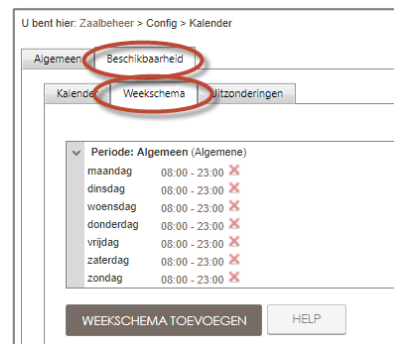 U bent hier: Zaalbeheer > Config > Kalender
Algemeen Beschikbaarheid
Kalender Weekschema Uitzonderingen
Periode: Algemeen (Algemene)
maandag 08:00 - 23:00
dinsdag 08:00 - 23:00
woensdag 08:00 - 23:00
donderdag 08:00 - 23:00
vrijdag 08:00 - 23:00
zaterdag 08:00 - 23:00
zondag 08:00 - 23:00
WEEKSCHEMA TOEVOEGEN HELP